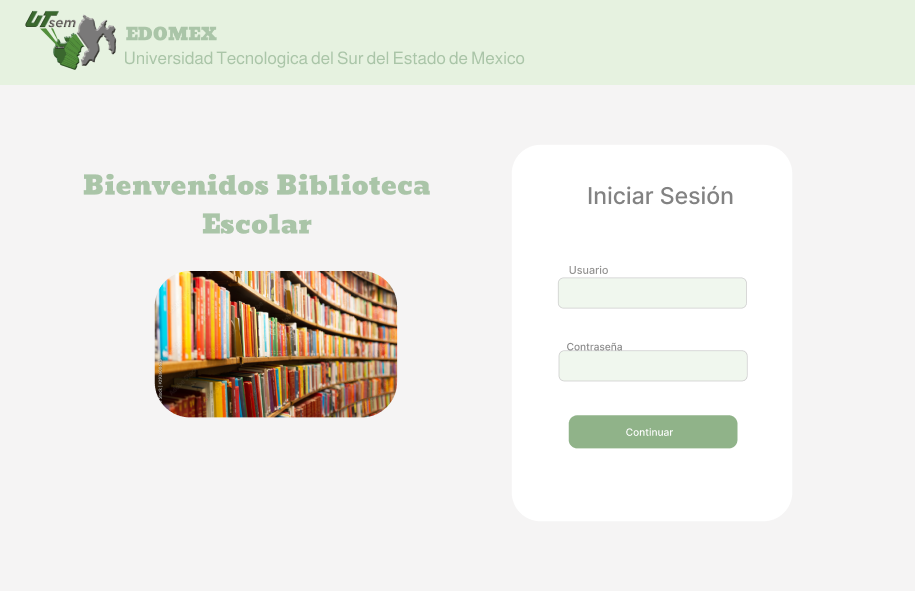 UTsem
EDOMEX
Universidad Tecnologica del Sur del Estado de Mexico
Bienvenidos Biblioteca
Escolar
Iniciar Sesión
Usuario
Contraseña
Continuar